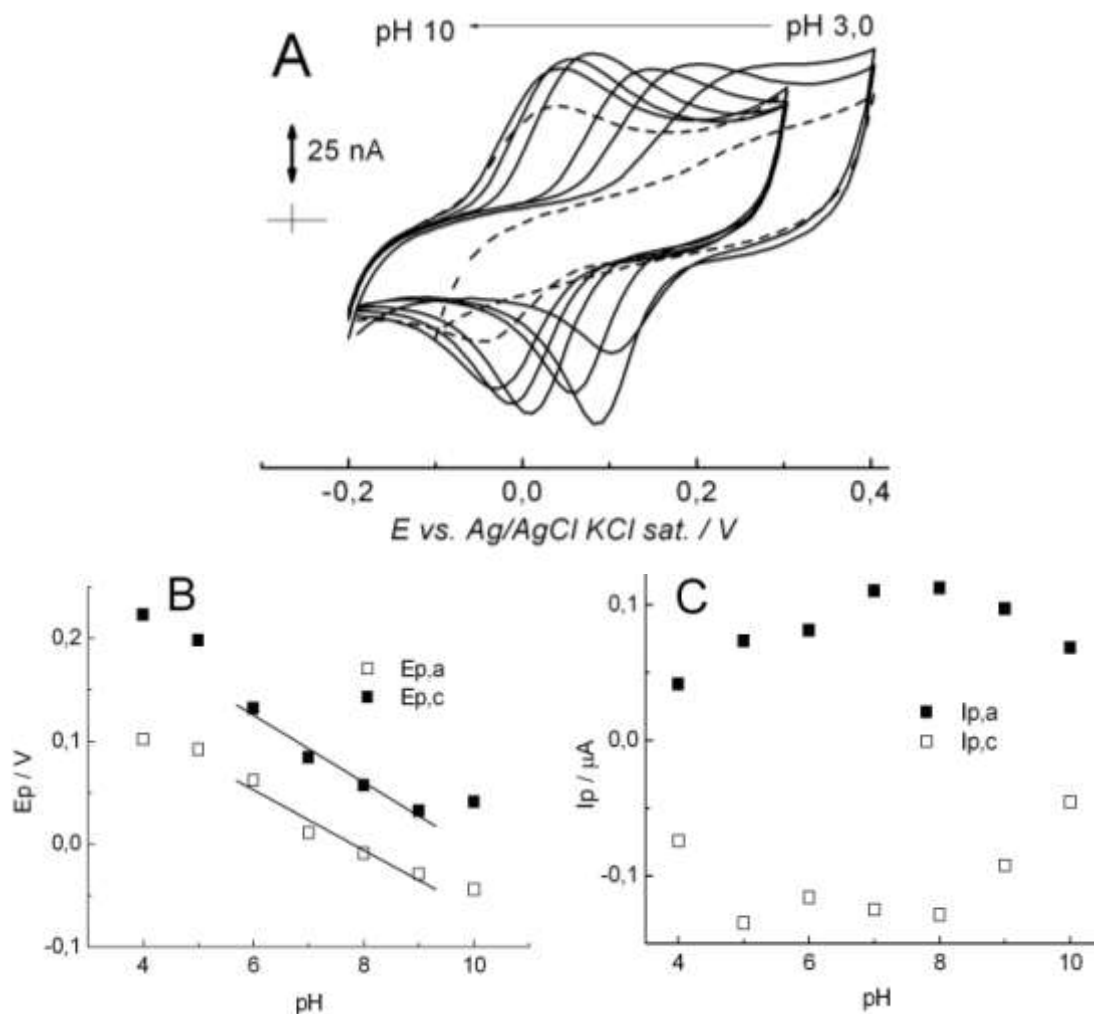 A
pH 10
pH 3,0
25 nA
-0,2
0,0
0,2
0,4
E vs. Ag/AgCl KCl sat. / V
B
Ep / V
0,2
0,1
0,0
-0,1
Ep,a
Ep,c
4
6
8
10
pH
C
Ip / μA
0,1
0,0
-0,1
Ip,a
Ip,c
4
6
8
10
pH